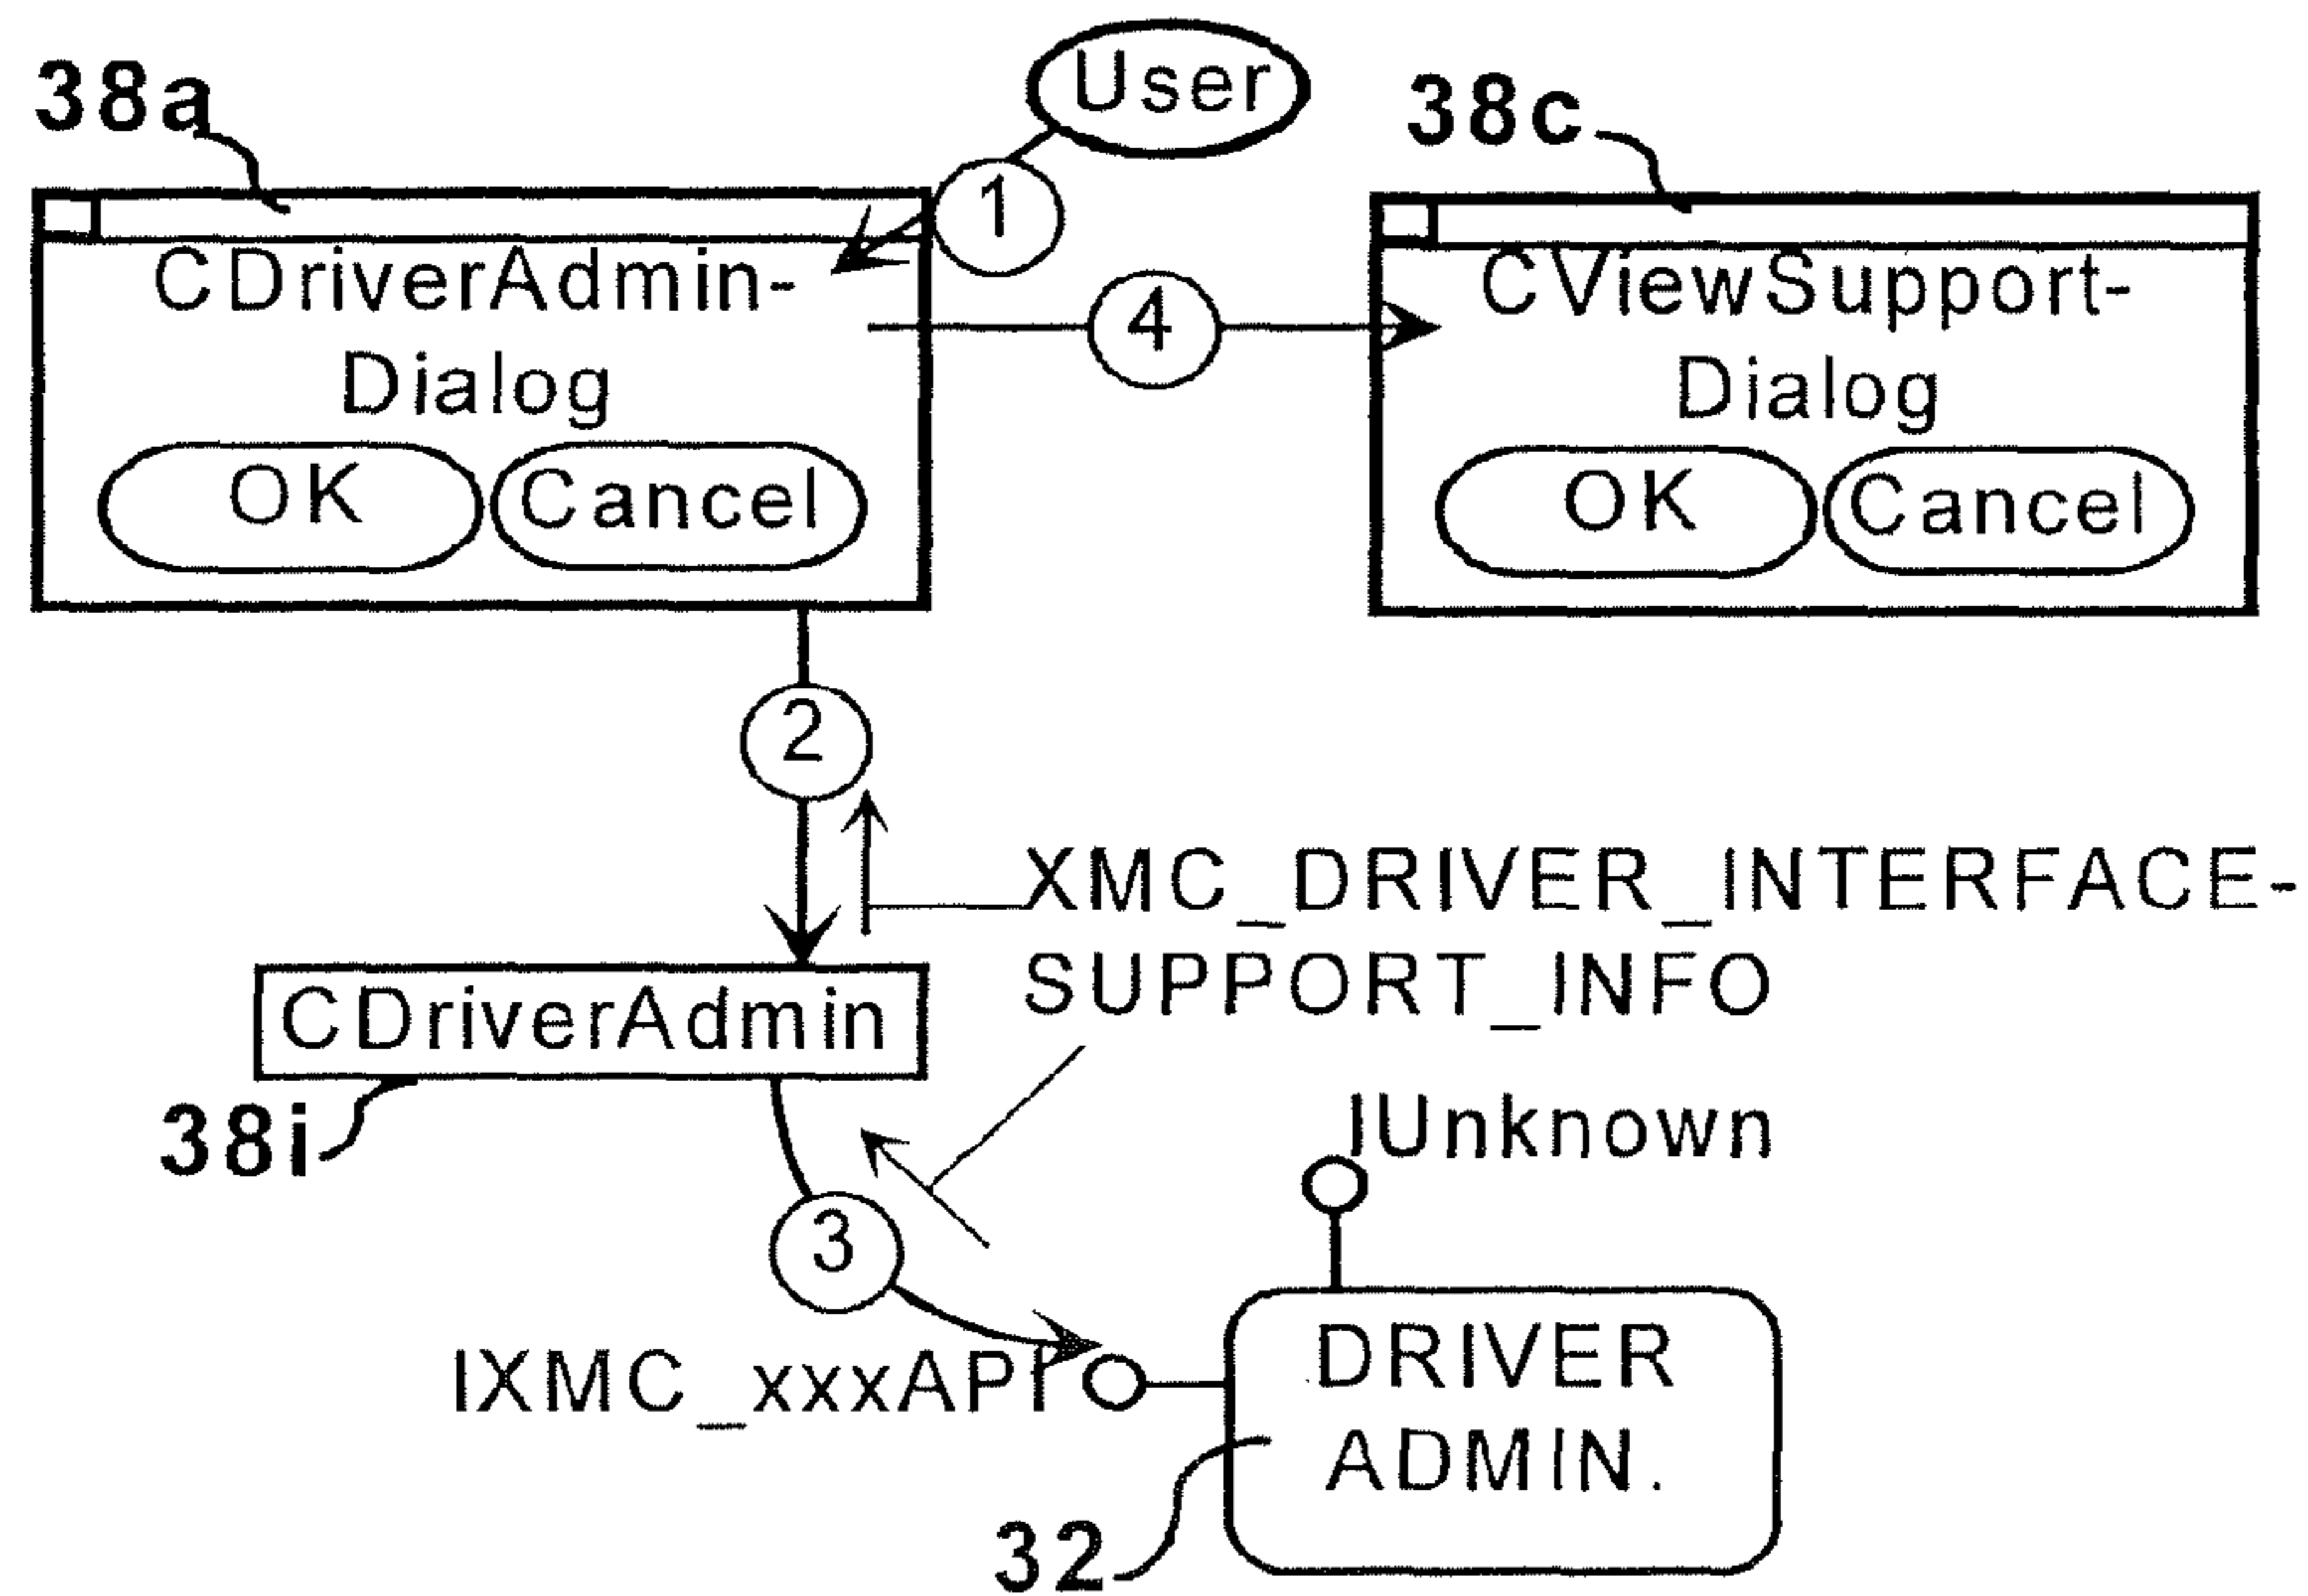 User
38a
38c
1
CDriverAdmin-
Dialog
OK
Cancel
4
CViewSupport-
Dialog
OK
Cancel
2
XMC_DRIVER_INTERFACE-
SUPPORT_INFO
CDriverAdmin
38i
IUnknown
3
IXMC_xxxAPI
DRIVER
ADMIN.
32